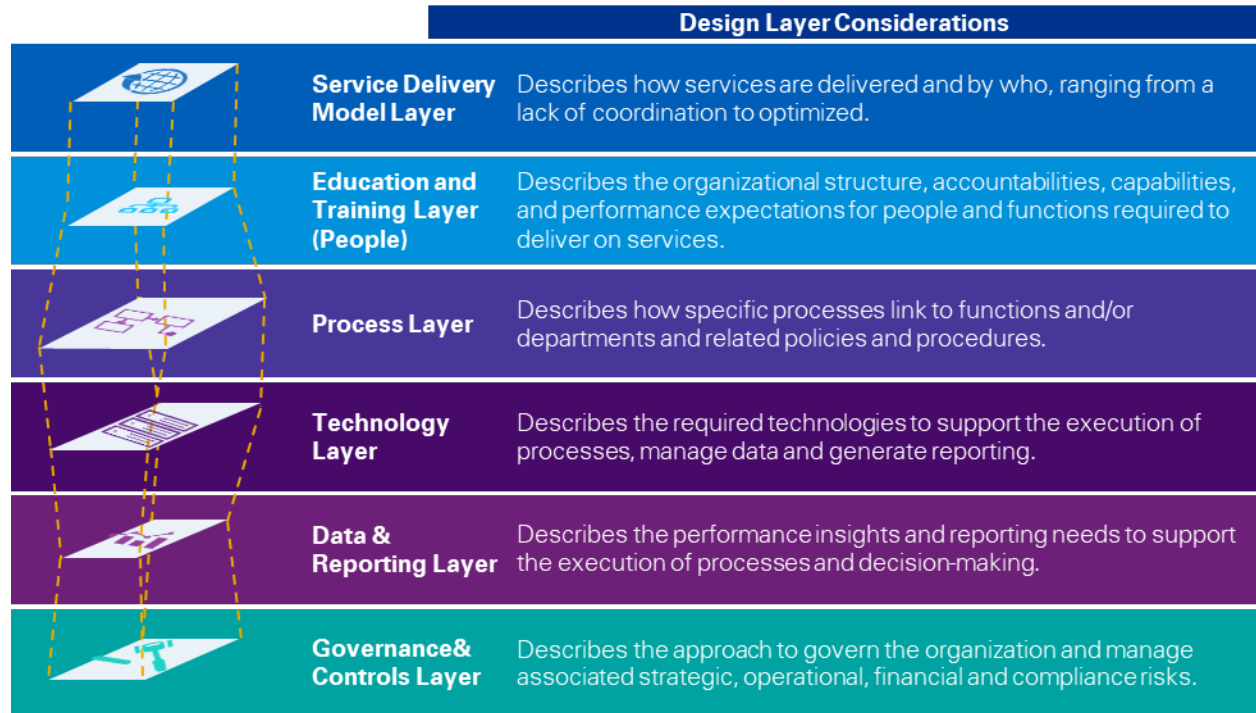 Design Layer Considerations
Service Delivery
Model Layer
Describes how services are delivered and by who, ranging from a
lack of coordination to optimized.
Education and
Training Layer
(People)
Describes the organizational structure, accountabilities, capabilities,
and performance expectations for people and functions required to
deliver on services.
Process Layer
Describes how specific processes link to functions and/or
departments and related policies and procedures.
Technology
Layer
Describes the required technologies to support the execution of
processes, manage data and generate reporting.
Data &
Reporting Layer
Describes the performance insights and reporting needs to support
the execution of processes and decision-making.
Governance&
Controls Layer
Describes the approach to govern the organization and manage
associated strategic, operational, financial and compliance risks.